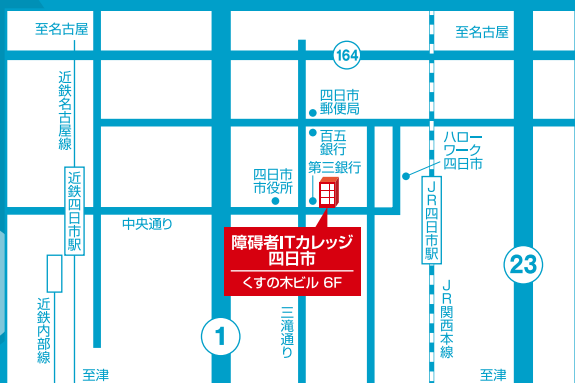 至名古屋
至名古屋
164
近鉄名古屋線
四日市
郵便局
百五
銀行
ハロー
ワーク
四日市
第三銀行
四日市
市役所
近鉄四日市駅
JR四日市駅
中央通り
障碍者ITカレッジ
四日市
くすの木ビル 6F
23
近鉄内部線
三滝通り
JR関西本線
1
至津
至津